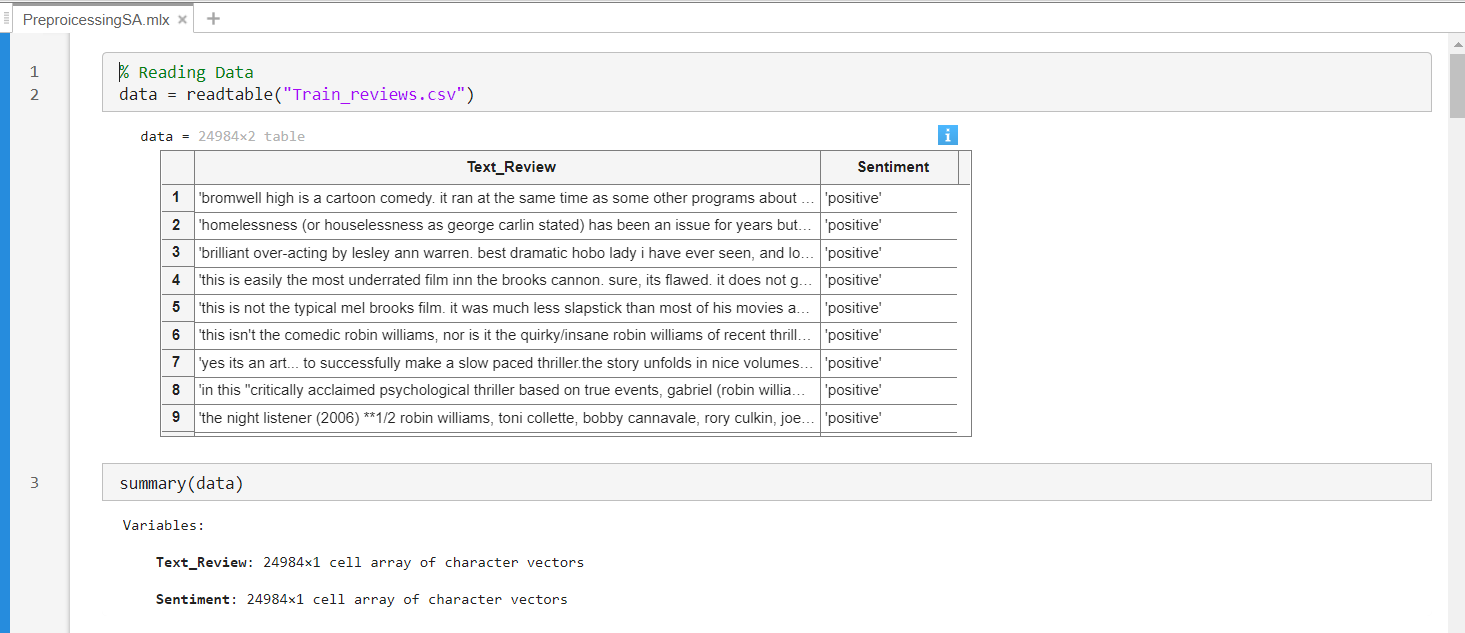 PreproicessingSA.mlx × +
1 % Reading Data
2 data = readtable("Train_reviews.csv")
data = 24984×2 table
i
Text_Review Sentiment
1 'bromwell high is a cartoon comedy. it ran at the same time as some other programs about ... 'positive'
2 'homelessness (or houselessness as george carlin stated) has been an issue for years but... 'positive'
3 'brilliant over-acting by lesley ann warren. best dramatic hobo lady i have ever seen, and lo... 'positive'
4 'this is easily the most underrated film inn the brooks cannon. sure, its flawed. it does not g... 'positive'
5 'this is not the typical mel brooks film. it was much less slapstick than most of his movies a... 'positive'
6 'this isn't the comedic robin williams, nor is it the quirky/insane robin williams of recent thrill... 'positive'
7 'yes its an art... to successfully make a slow paced thriller.the story unfolds in nice volumes... 'positive'
8 'in this "critically acclaimed psychological thriller based on true events, gabriel (robin willia... 'positive'
9 'the night listener (2006) **1/2 robin williams, toni collette, bobby cannavale, rory culkin, joe... 'positive'
3 summary(data)
Variables:
Text_Review: 24984×1 cell array of character vectors
Sentiment: 24984×1 cell array of character vectors